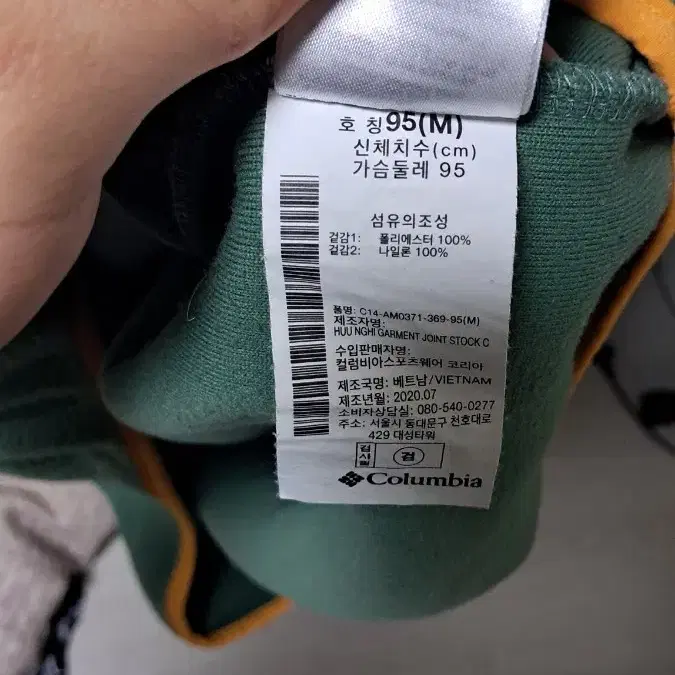 호 칭 95(M)
신체치수(cm)
가슴둘레 95
섬유의조성
겉감1: 폴리에스터 100%
겉감2: 나일론 100%
품명: C14-AM0371-369-95(M)
제조자명:
HUU NGHI GARMENT JOINT STOCK C
수입판매자명:
컬럼비아스포츠웨어 코리아
제조국명: 베트남/VIETNAM
제조년월: 2020.07
소비자상담실: 080-540-0277
주소: 서울시 동대문구 천호대로
429 대성타워
검사필 검
Columbia